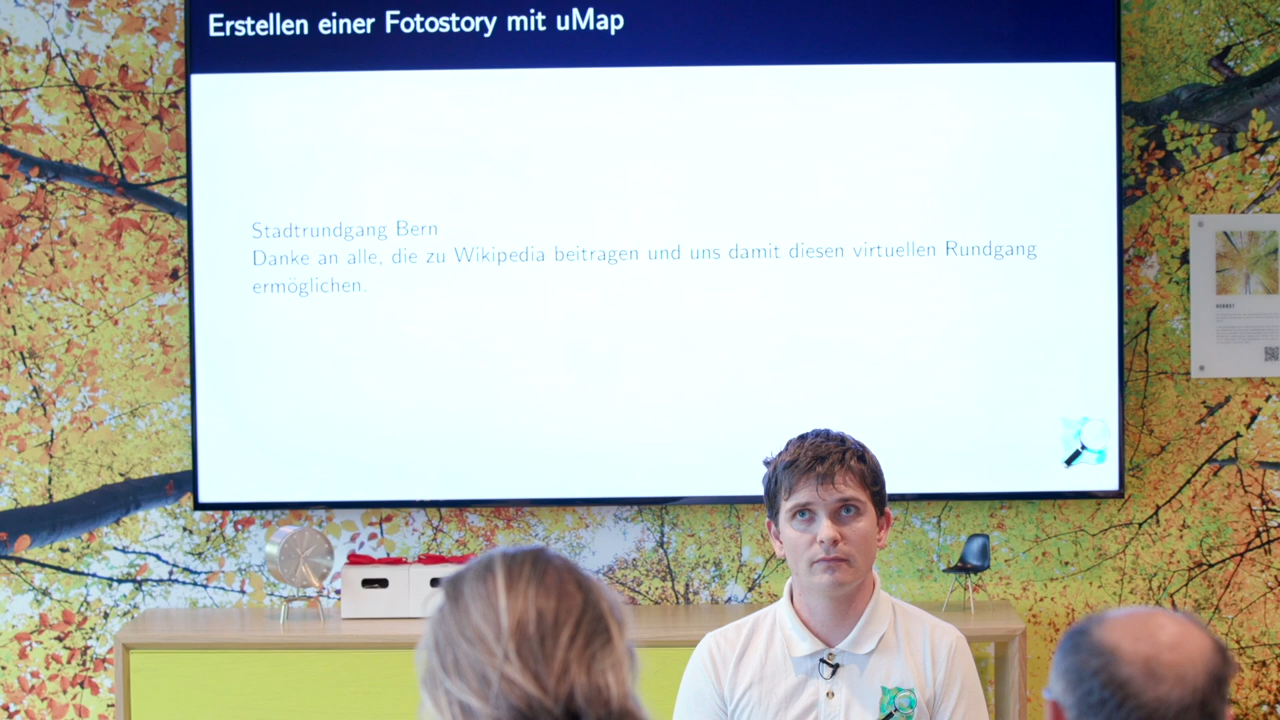 Erstellen einer Fotostory mit uMap
Stadtrundgang Bern
Danke an alle, die zu Wikipedia beitragen und uns damit diesen virtuellen Rundgang
ermöglichen.
HERBST